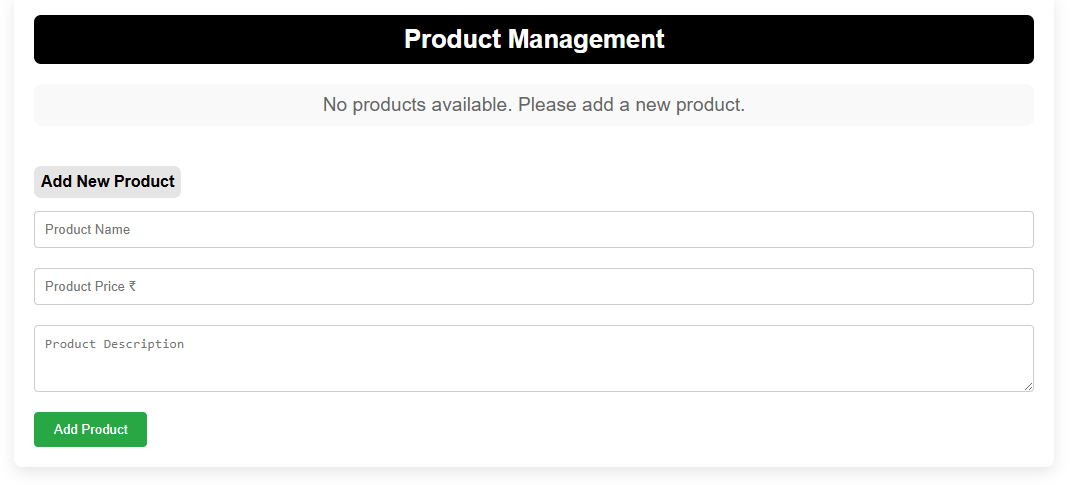 Product Management
No products available. Please add a new product.
Add New Product
Product Name
Product Price ₹
Product Description
Add Product